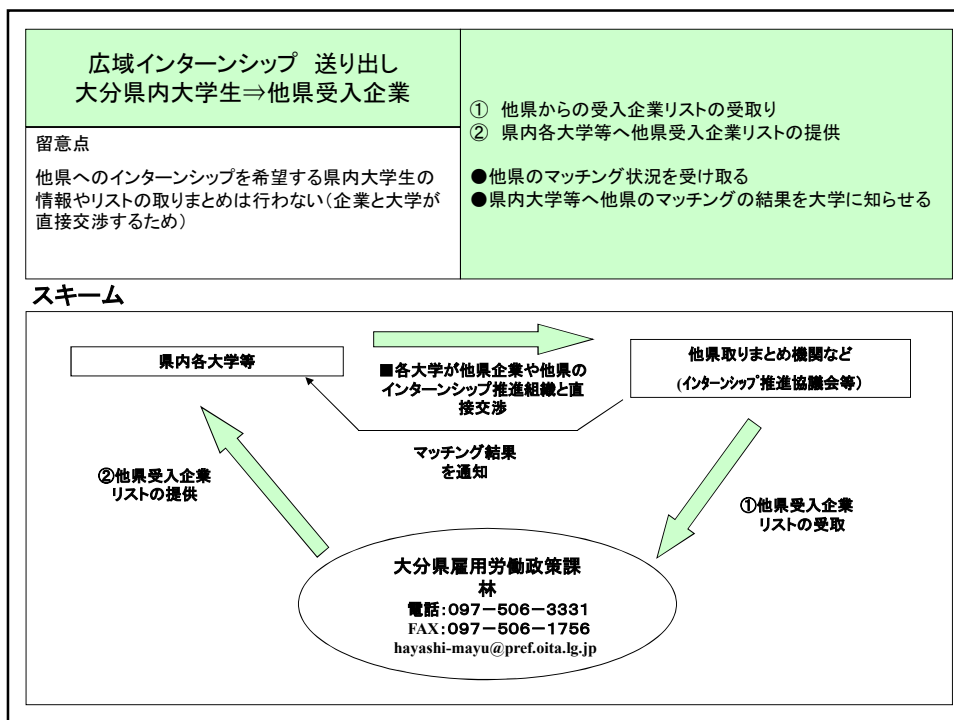 広域インターンシップ 送り出し
大分県内大学生⇒他県受入企業
留意点
他県へのインターンシップを希望する県内大学生の
情報やリストの取りまとめは行わない(企業と大学が
直接交渉するため)
① 他県からの受入企業リストの受取り
② 県内各大学等へ他県受入企業リストの提供
●他県のマッチング状況を受け取る
●県内大学等へ他県のマッチングの結果を大学に知らせる
スキーム
県内各大学等
■各大学が他県企業や他県の
インターンシップ推進組織と直
接交渉
他県取りまとめ機関など
(インターンシップ推進協議会等)
マッチング結果
を通知
②他県受入企業
リストの提供
①他県受入企業
リストの受取
大分県雇用労働政策課
林
電話:097-506-3331
FAX:097-506-1756
hayashi-mayu@pref.oita.lg.jp